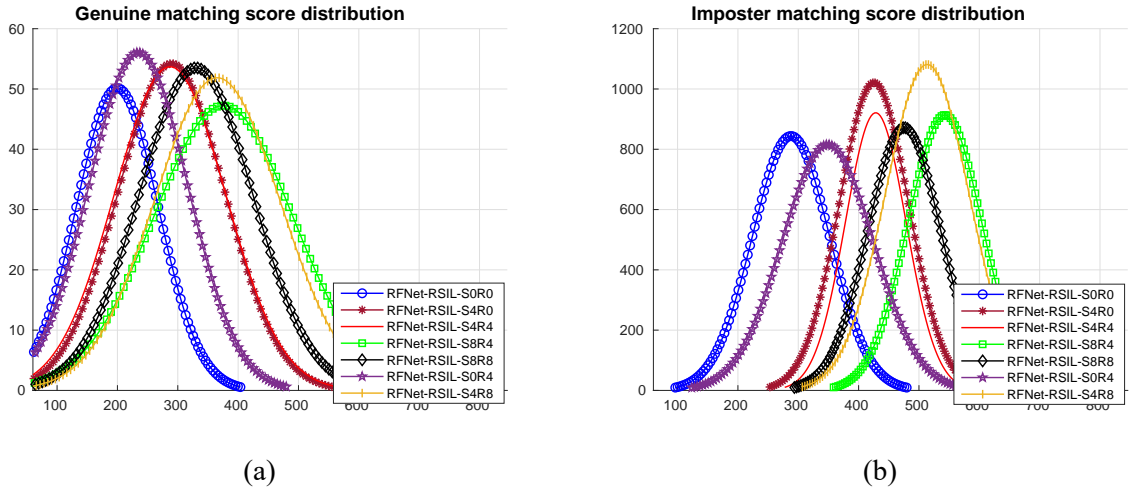 Genuine matching score distribution
60
50
40
30
20
10
0
100 200 300 400 500 600 700 800
RFNet-RSIL-S0R0
RFNet-RSIL-S4R0
RFNet-RSIL-S4R4
RFNet-RSIL-S8R4
RFNet-RSIL-S8R8
RFNet-RSIL-S0R4
RFNet-RSIL-S4R8
(a)
Imposter matching score distribution
1200
1000
800
600
400
200
0
100 200 300 400 500 600 700 800
RFNet-RSIL-S0R0
RFNet-RSIL-S4R0
RFNet-RSIL-S4R4
RFNet-RSIL-S8R4
RFNet-RSIL-S8R8
RFNet-RSIL-S0R4
RFNet-RSIL-S4R8
(b)